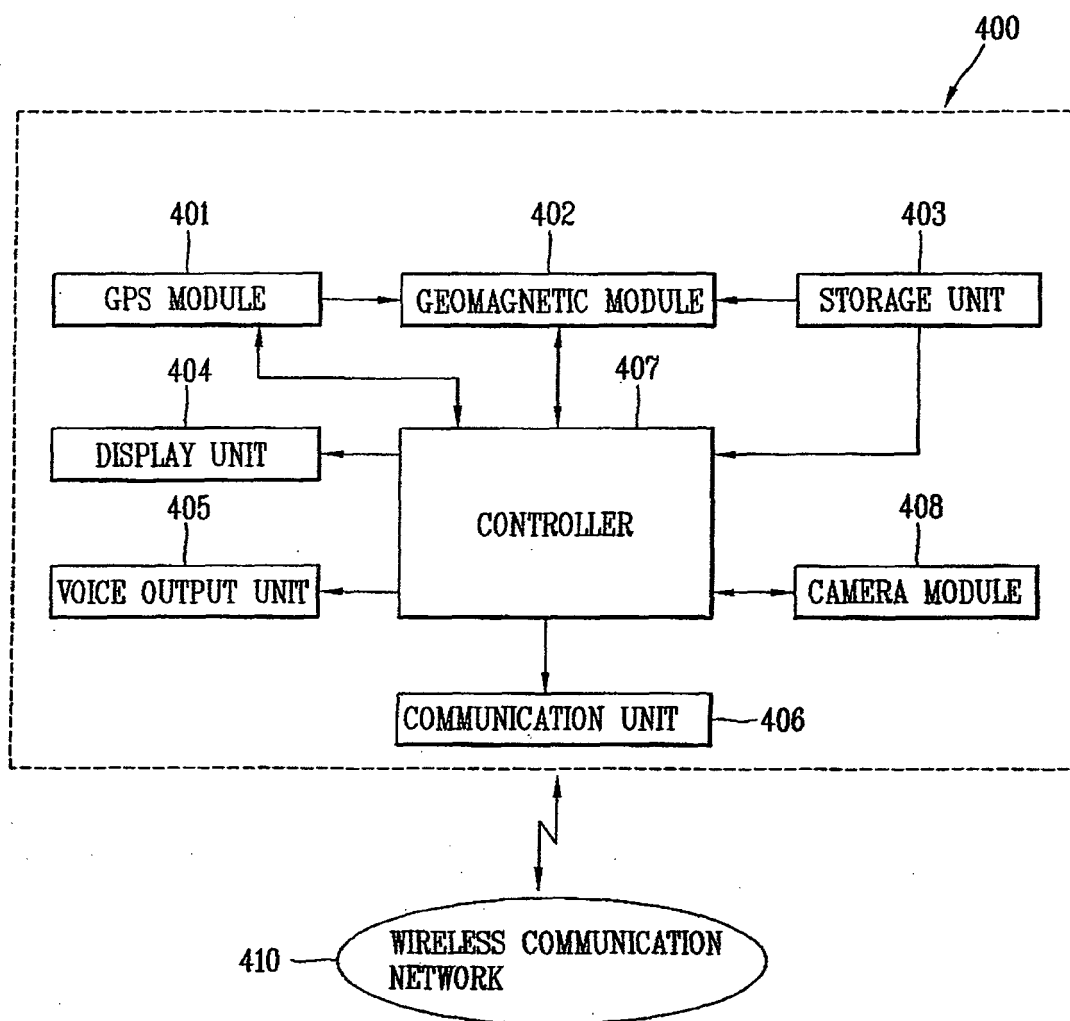 400
401
402
403
GPS MODULE
GEOMAGNETIC MODULE
STORAGE UNIT
404
407
DISPLAY UNIT
405
CONTROLLER
408
VOICE OUTPUT UNIT
CAMERA MODULE
COMMUNICATION UNIT
406
WIRELESS COMMUNICATION
NETWORK
410